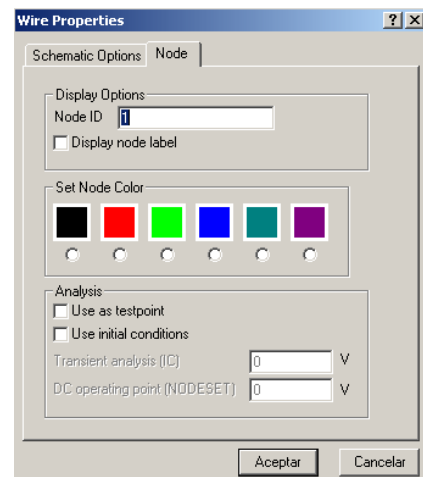 Wire Properties
Schematic Options Node
Display Options
Node ID 1
Display node label
Set Node Color
Analysis
Use as testpoint
Use initial conditions
Transient analysis (IC) 0 V
DC operating point (NODESET) 0 V
Aceptar Cancelar